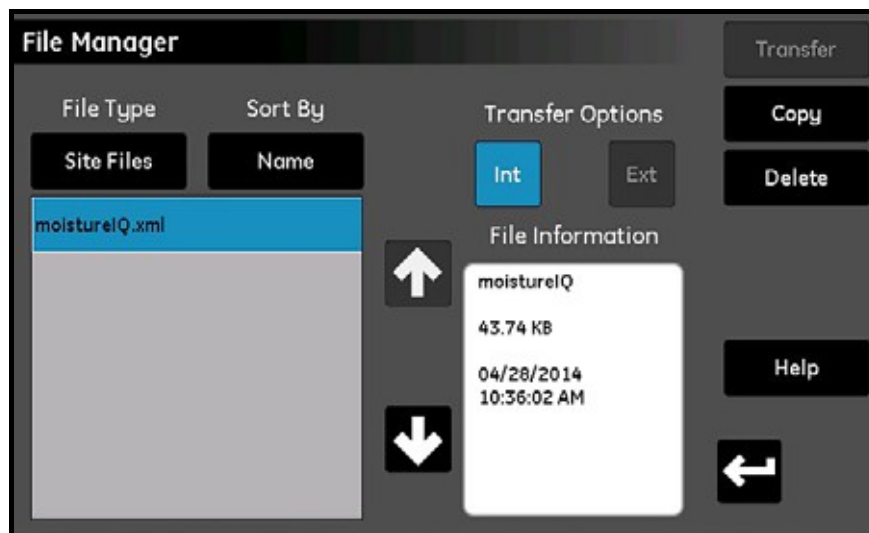 File Manager
Transfer
File Type
Sort By
Transfer Options
Copy
Site Files
Name
Int
Ext
Delete
moistureIQ.xml
File Information
moistureIQ
43.74 KB
04/28/2014
10:36:02 AM
Help